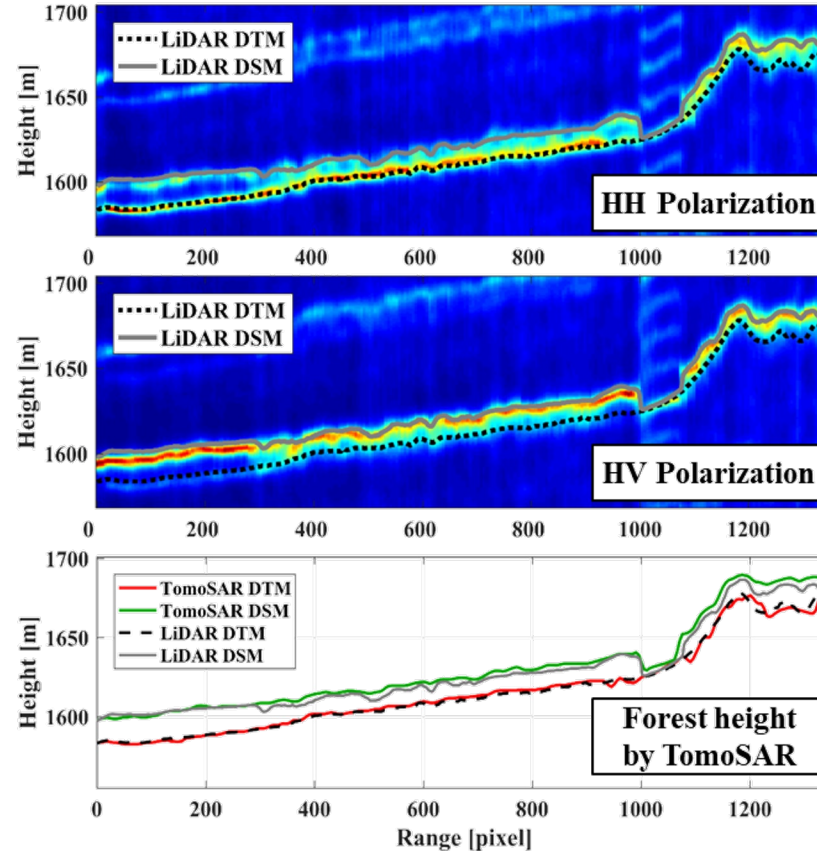 1700
1650
1600
Height [m]
LiDAR DTM
LiDAR DSM
HH Polarization
0 200 400 600 800 1000 1200
1700
1650
1600
Height [m]
LiDAR DTM
LiDAR DSM
HV Polarization
0 200 400 600 800 1000 1200
1700
1650
1600
Height [m]
TomoSAR DTM
TomoSAR DSM
LiDAR DTM
LiDAR DSM
Forest height
by TomoSAR
0 200 400 600 800 1000 1200
Range [pixel]